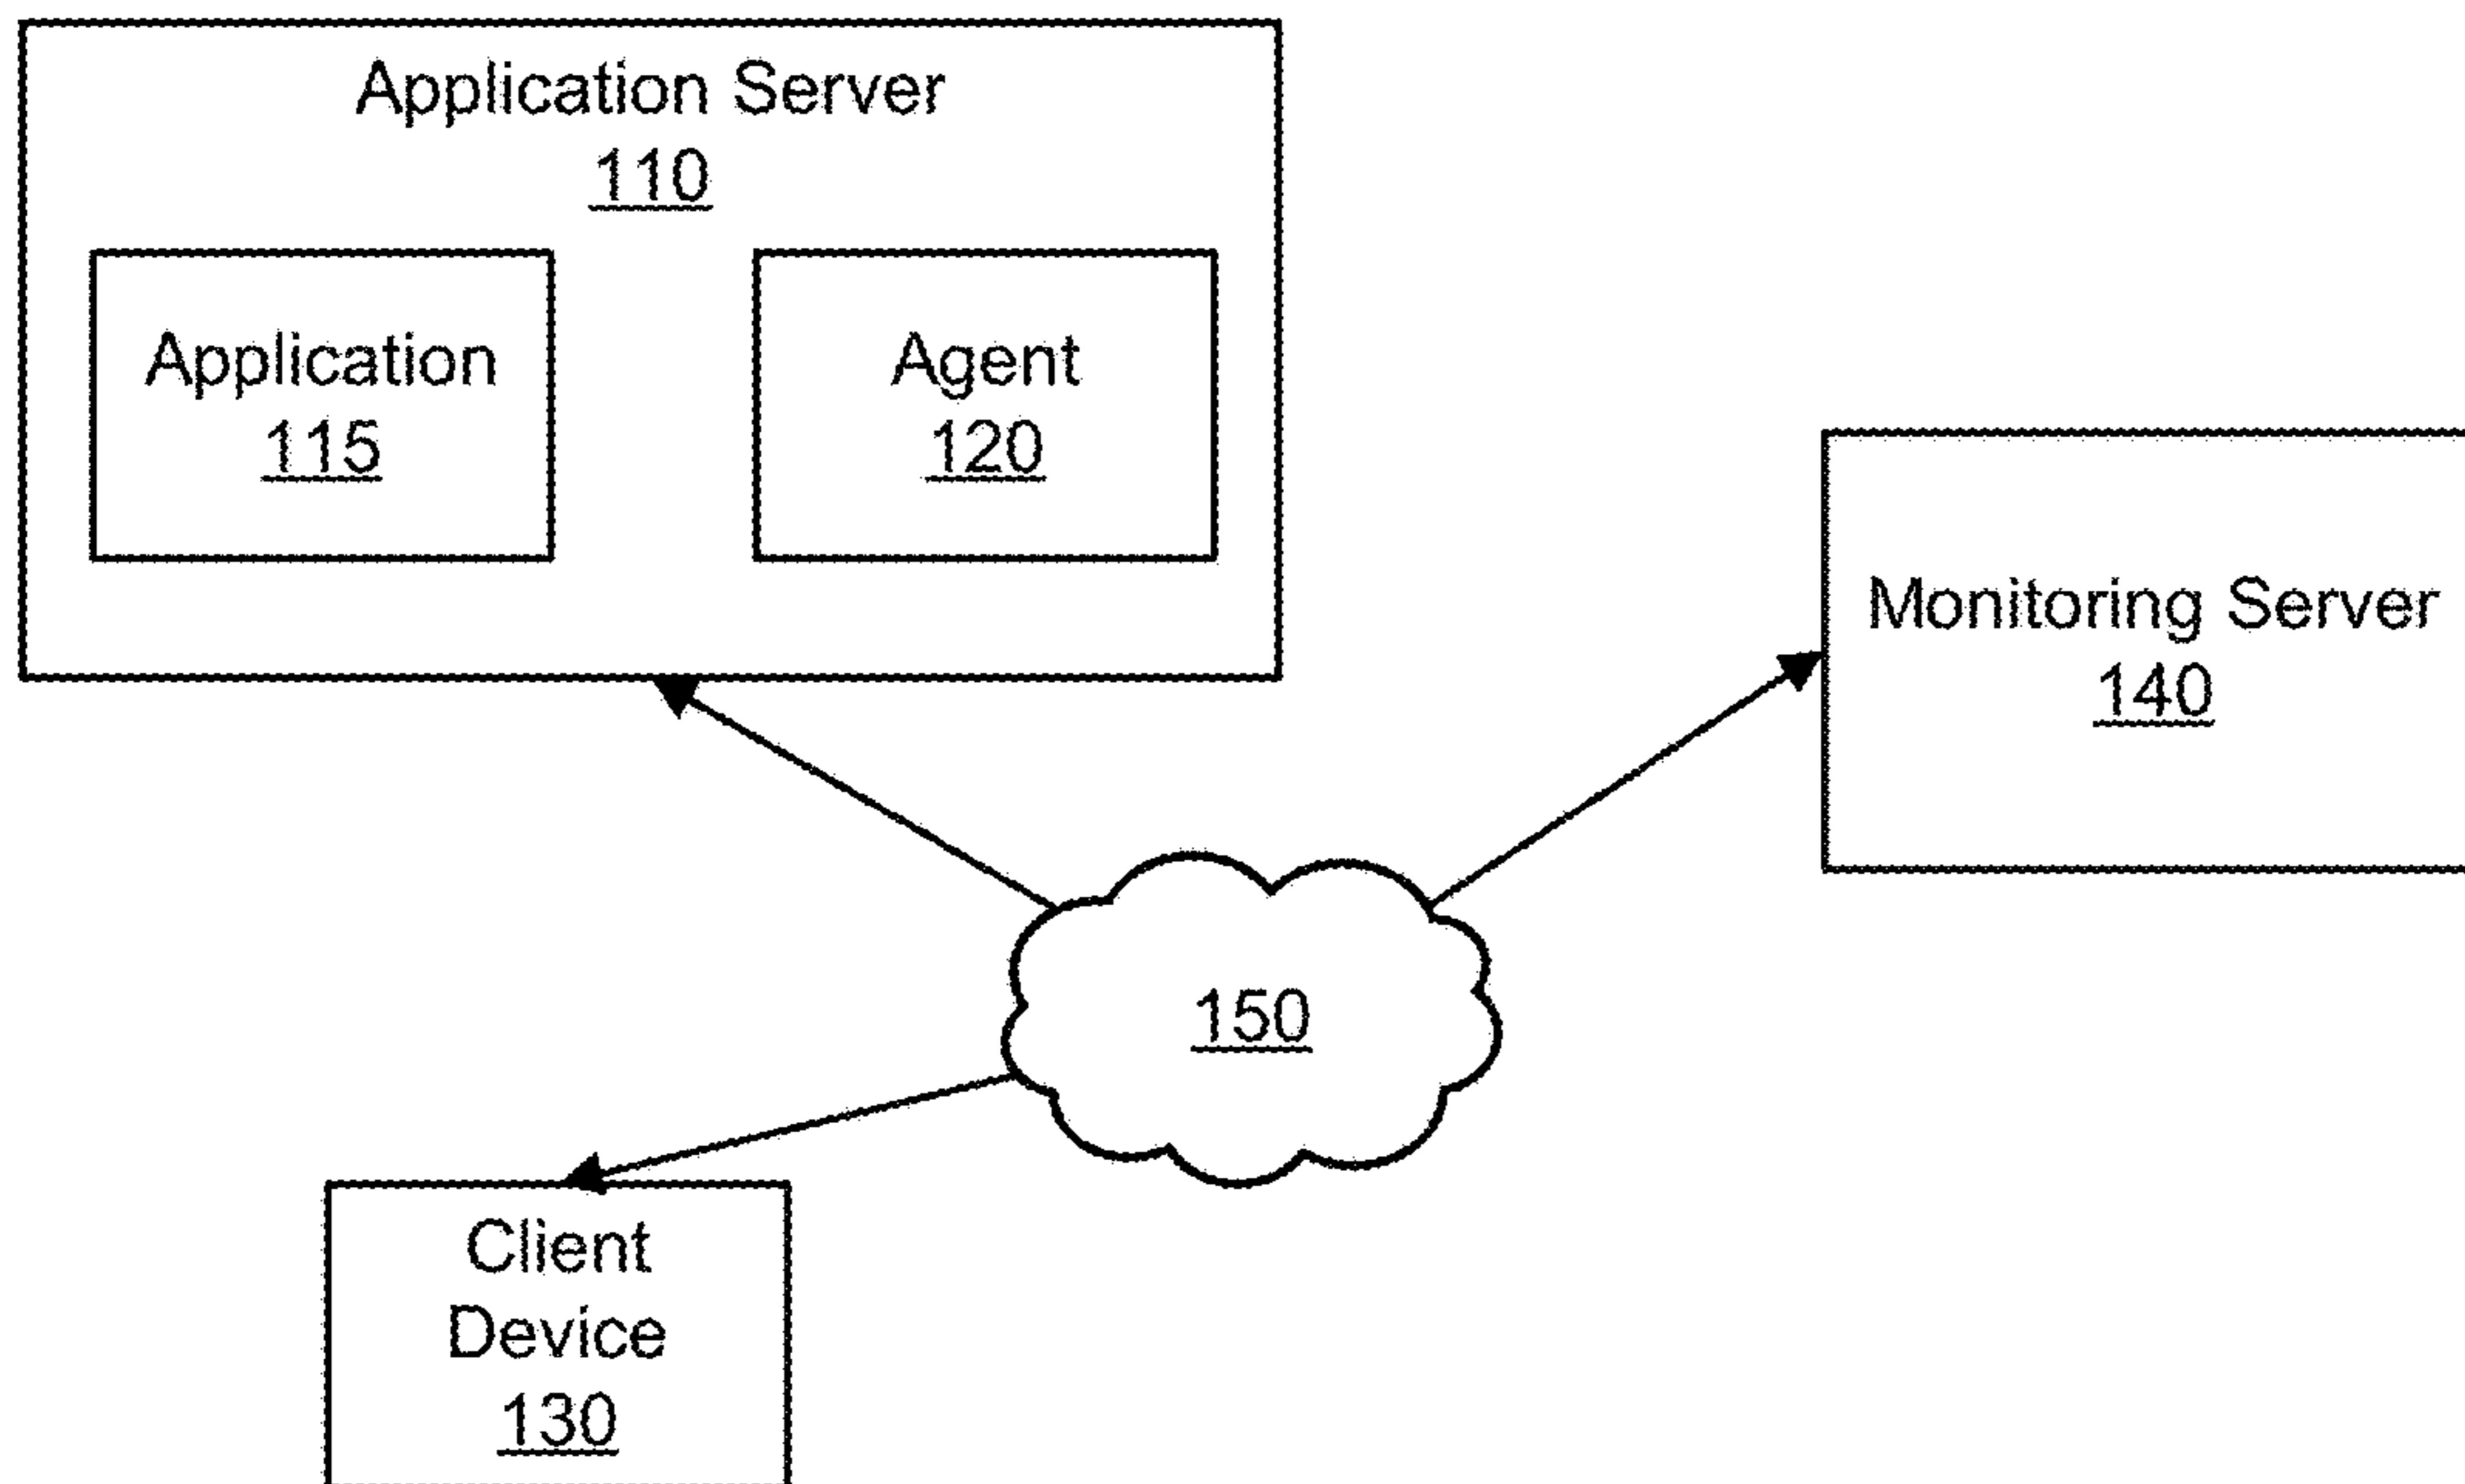 Application Server
110
Application
115
Agent
120
Monitoring Server
140
150
Client
Device
130